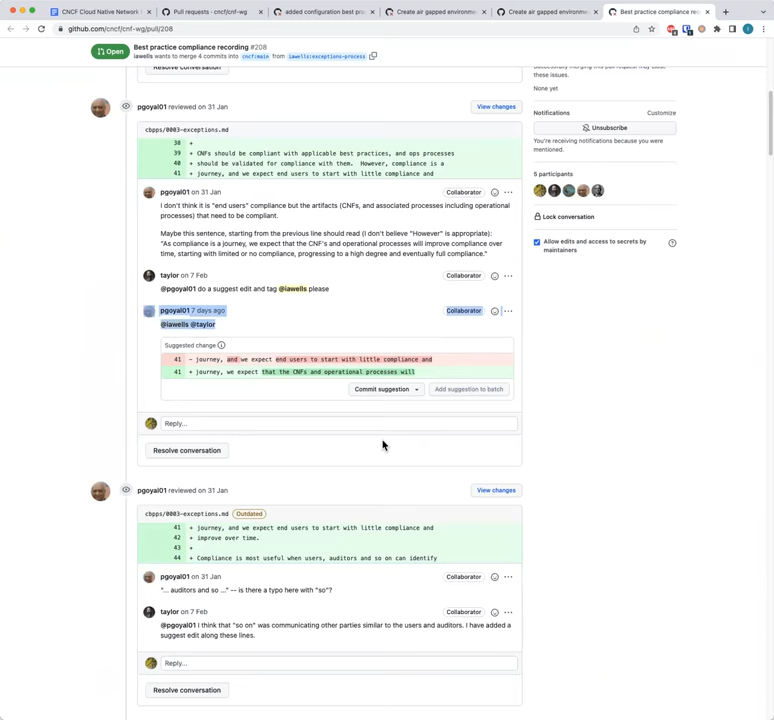 CNCF Cloud Native Network
Pull requests · cncf/cnf-wg
added configuration best pr
Create air gapped environme
Create air gapped environme
Best practice compliance rec
github.com/cncf/cnf-wg/pull/208
Open
Best practice compliance recording #208
iawells wants to merge 4 commits into cncf:main from iawells:exceptions-process
Resolve conversation
these issues.
None yet
pgoyal01 reviewed on 31 Jan
View changes
Notifications
Customize
Unsubscribe
You're receiving notifications because you were
mentioned.
cbpps/0003-exceptions.md
38 +
39 + CNFs should be compliant with applicable best practices, and ops processes
40 + should be validated for compliance with them. However, compliance is a
41 + journey, and we expect end users to start with little compliance and
5 participants
pgoyal01 on 31 Jan
Collaborator
I don't think it is "end users" compliance but the artifacts (CNFs, and associated processes including operational
processes) that need to be compliant.
Lock conversation
Maybe this sentence, starting from the previous line should read (I don't believe "However" is appropriate):
"As compliance is a journey, we expect that the CNF's and operational processes will improve compliance over
time, starting with limited or no compliance, progressing to a high degree and eventually full compliance."
Allow edits and access to secrets by
maintainers
taylor on 7 Feb
Collaborator
@pgoyal01 do a suggest edit and tag @iawells please
pgoyal01 7 days ago
Collaborator
@iawells @taylor
Suggested change
41 − journey, and we expect end users to start with little compliance and
41 + journey, we expect that the CNFs and operational processes will
Commit suggestion
Add suggestion to batch
Reply...
Resolve conversation
pgoyal01 reviewed on 31 Jan
View changes
cbpps/0003-exceptions.md Outdated
41 + journey, and we expect end users to start with little compliance and
42 + improve over time.
43 +
44 + Compliance is most useful when users, auditors and so on can identify
pgoyal01 on 31 Jan
Collaborator
"... auditors and so ..." -- is there a typo here with "so"?
taylor on 7 Feb
Collaborator
@pgoyal01 I think that "so on" was communicating other parties similar to the users and auditors. I have added a
suggest edit along these lines.
Reply...
Resolve conversation